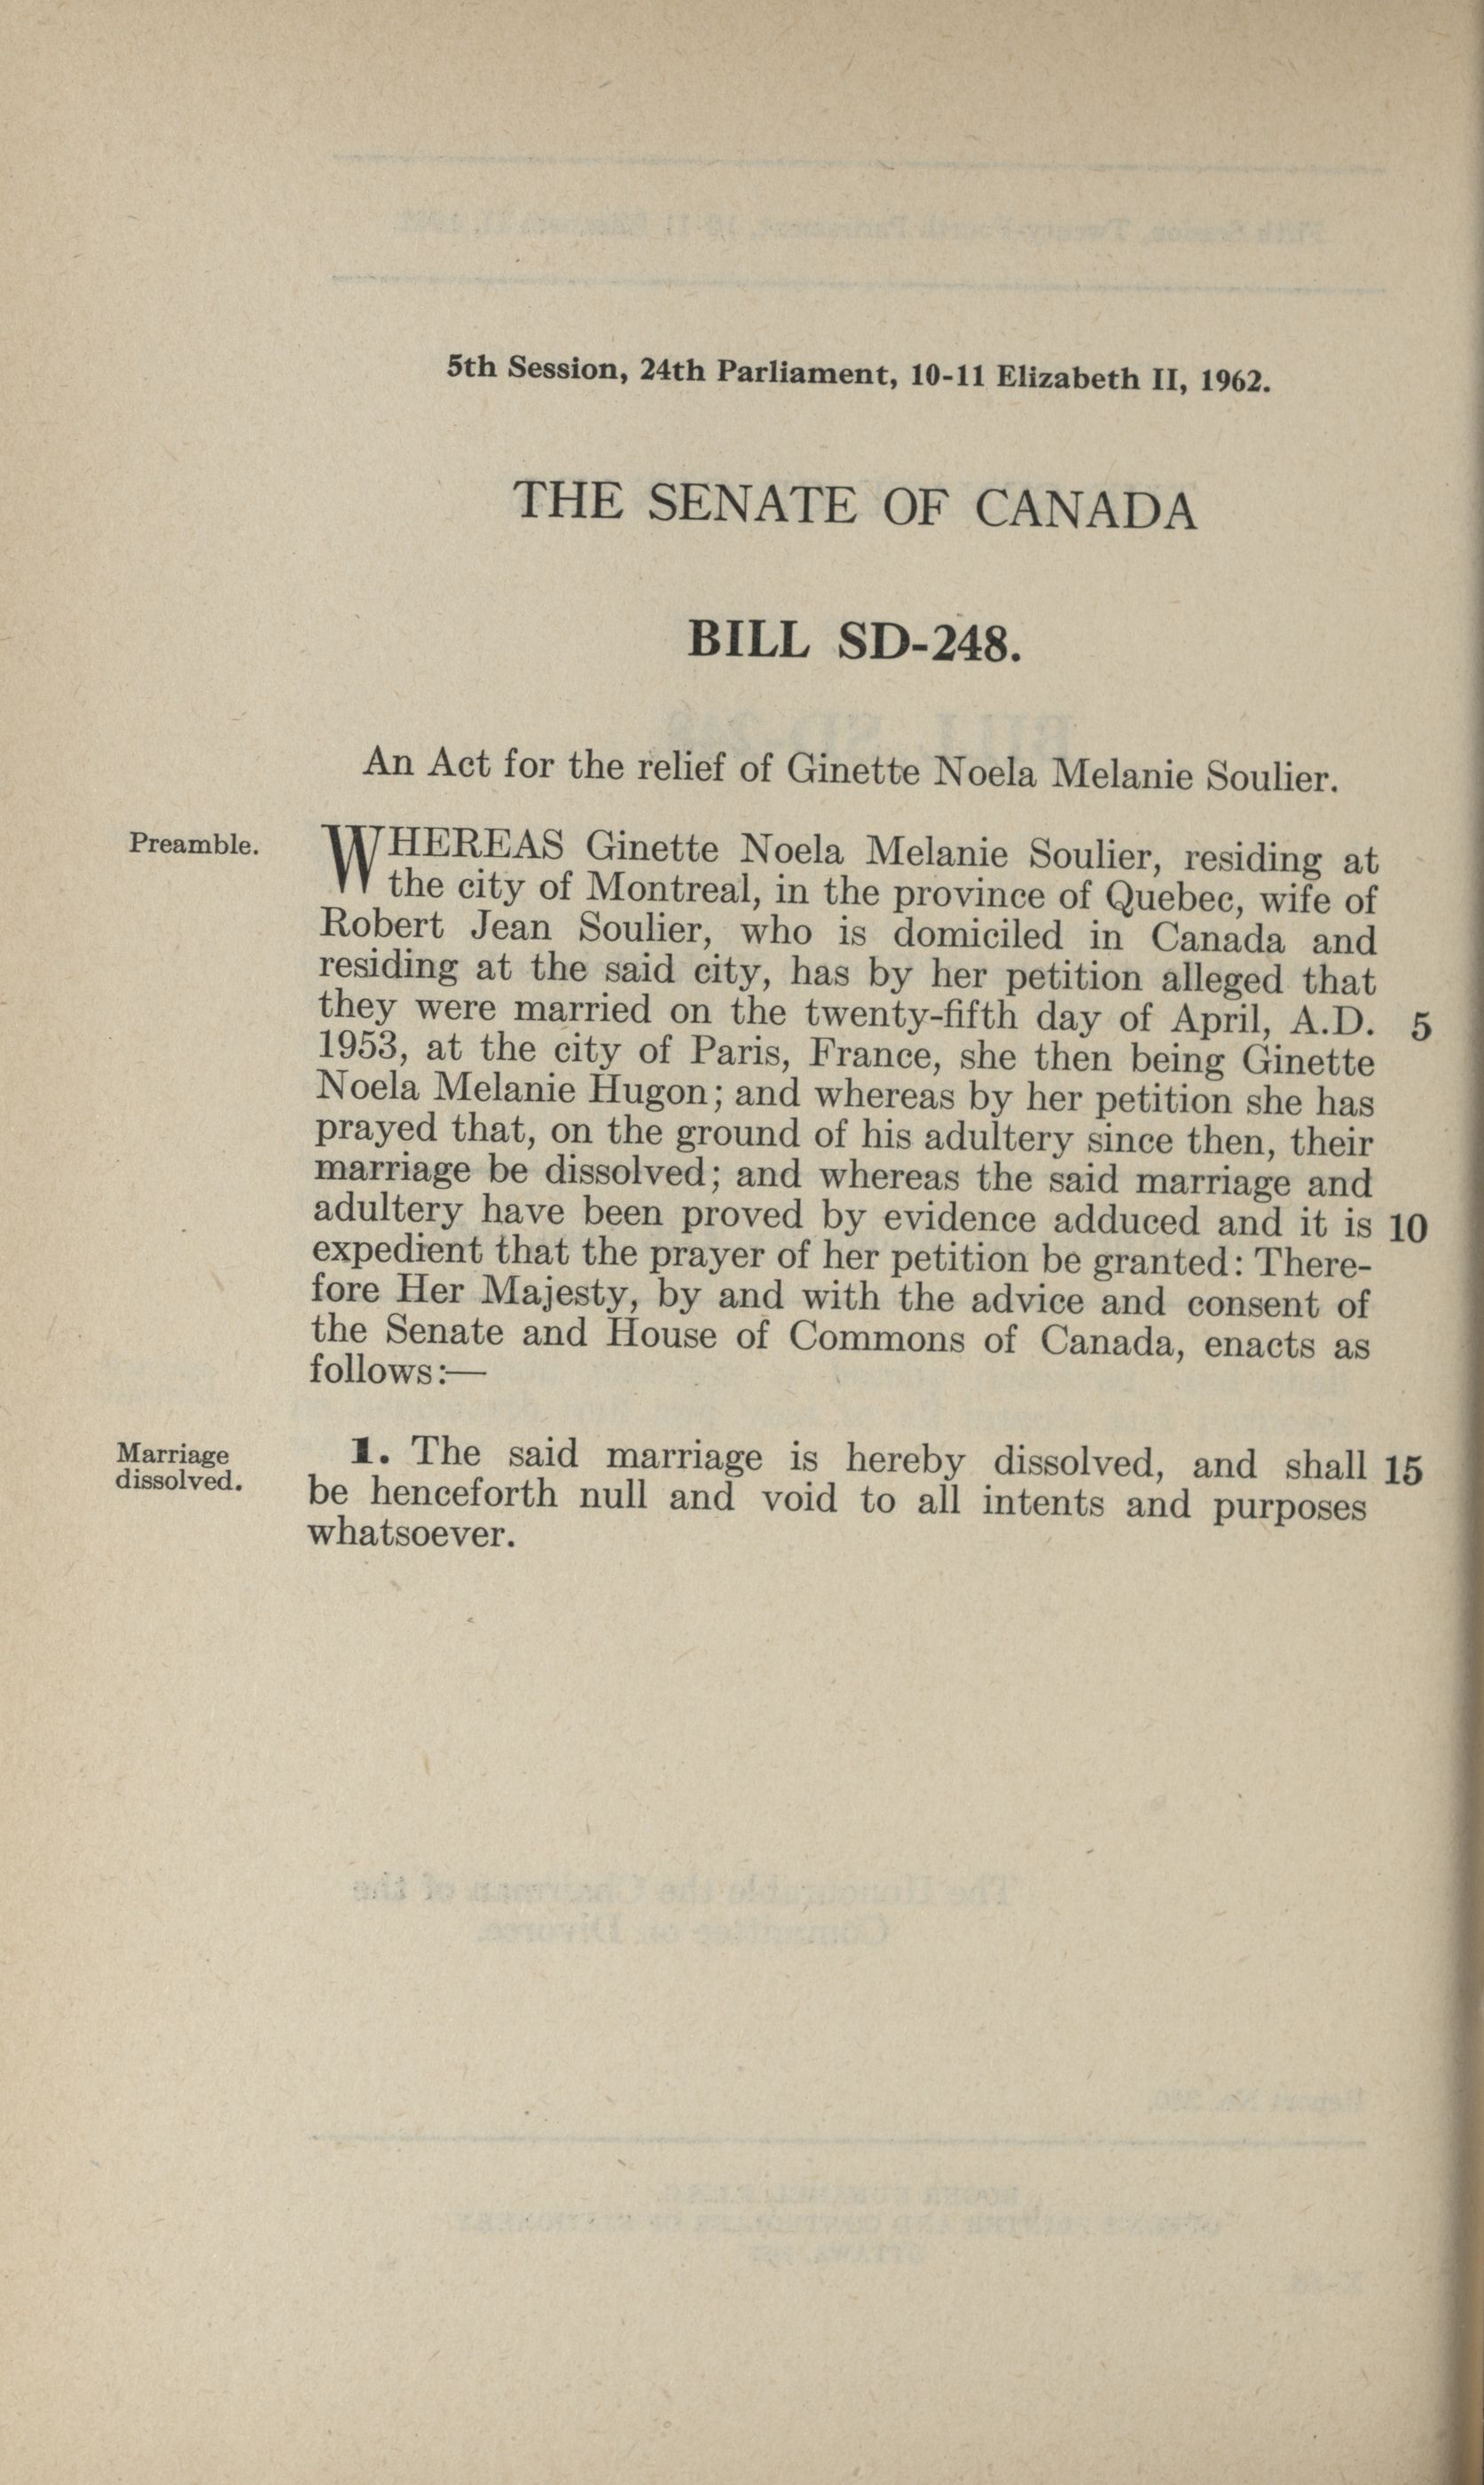 5th Session, 24th Parliament, 10-11 Elizabeth II, 1962.
THE SENATE OF CANADA
BILL SD-248.
An Act for the relief of Ginette Noela Melanie Soulier.
Preamble.
WHEREAS Ginette Noela Melanie Soulier, residing at
the city of Montreal, in the province of Quebec, wife of
Robert Jean Soulier, who is domiciled in Canada and
residing at the said city, has by her petition alleged that
they were married on the twenty-fifth day of April, A.D. 5
1953, at the city of Paris, France, she then being Ginette
Noela Melanie Hugon; and whereas by her petition she has
prayed that, on the ground of his adultery since then, their
marriage be dissolved; and whereas the said marriage and
adultery have been proved by evidence adduced and it is 10
expedient that the prayer of her petition be granted: There-
fore Her Majesty, by and with the advice and consent of
the Senate and House of Commons of Canada, enacts as
follows:—
Marriage
dissolved.
1. The said marriage is hereby dissolved, and shall 15
be henceforth null and void to all intents and purposes
whatsoever.